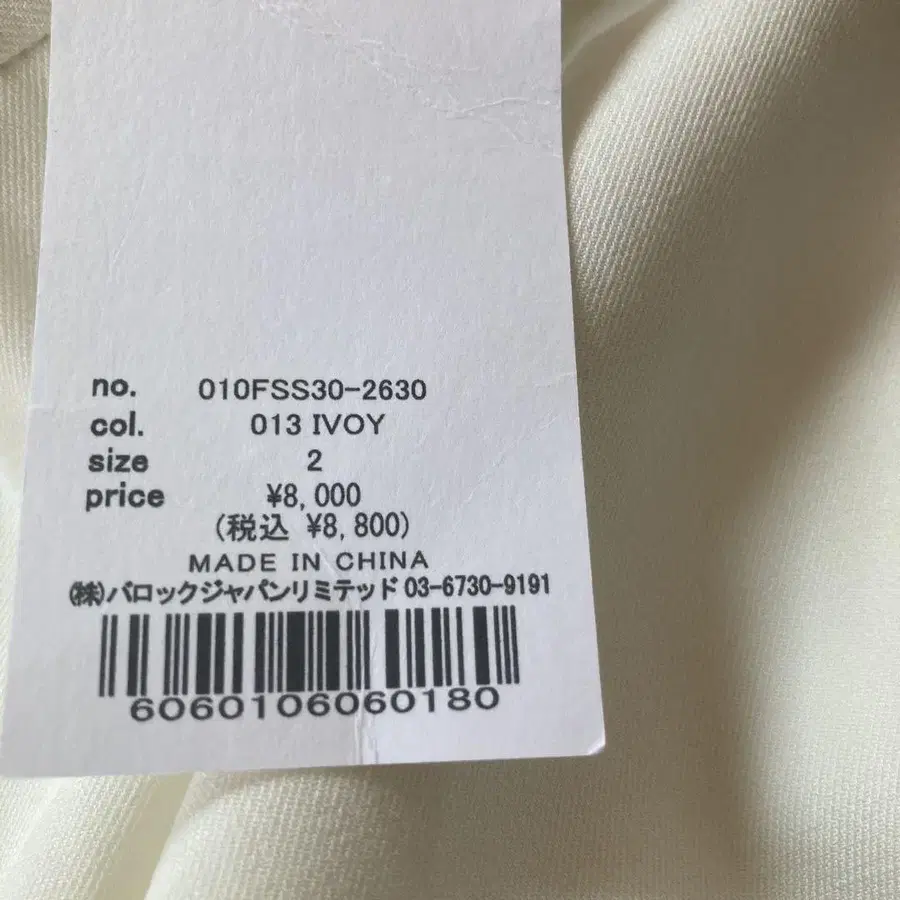 no. 010FSS30-2630
col. 013 IVOY
size 2
price ¥8,000
(税込 ¥8,800)
MADE IN CHINA
㈱バロックジャパンリミテッド 03-6730-9191
6060106060180